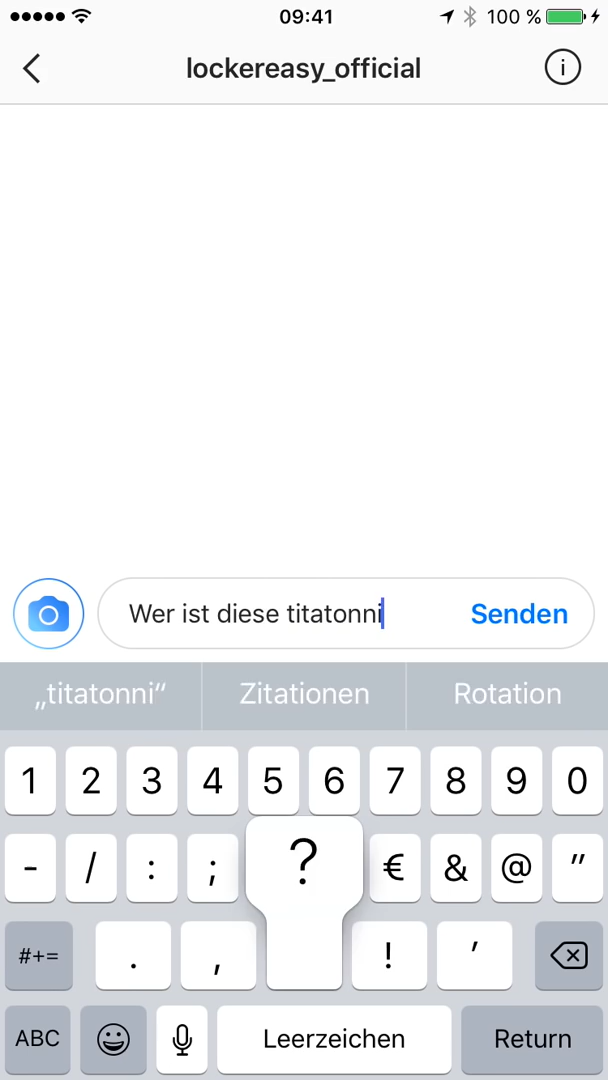 09:41 100 %
lockereasy_official
Wer ist diese titatonni Senden
„titatonni“ Zitationen Rotation
1 2 3 4 5 6 7 8 9 0
- / : ; ? € & @ "
#+= . , ! '
ABC Leerzeichen Return